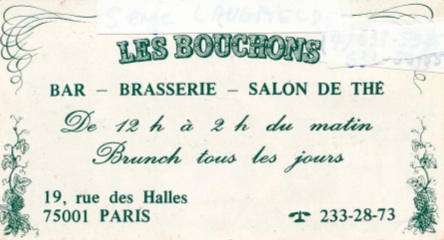 LES BOUCHONS
BAR – BRASSERIE – SALON DE THÉ
De 12 h à 2 h du matin
Brunch tous les jours
19, rue des Halles
75001 PARIS
☎ 233-28-73